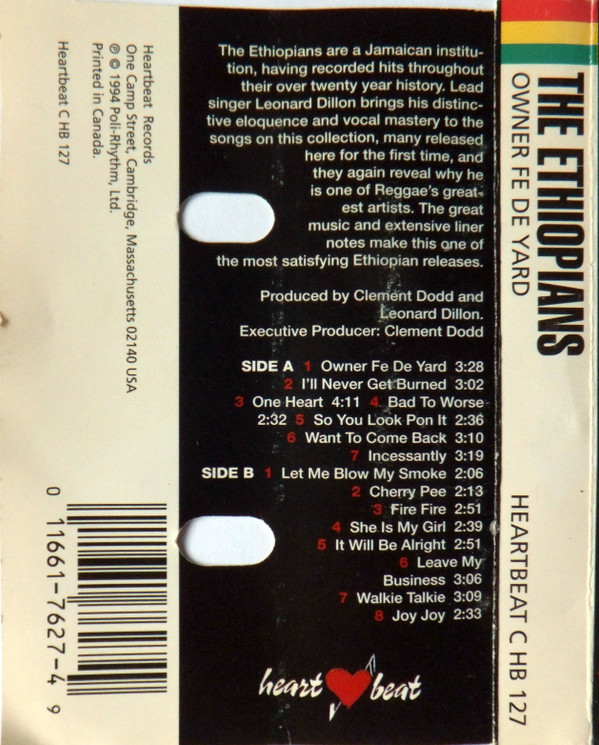 The Ethiopians are a Jamaican institu-
tion, having recorded hits throughout
their over twenty year history. Lead
singer Leonard Dillon brings his distinc-
tive eloquence and vocal mastery to the
songs on this collection, many released
here for the first time, and
they again reveal why he
is one of Reggae's great-
est artists. The great
music and extensive liner
notes make this one of
the most satisfying Ethiopian releases.
Produced by Clement Dodd and
Leonard Dillon.
Executive Producer: Clement Dodd
SIDE A 1 Owner Fe De Yard 3:28
2 I'll Never Get Burned 3:02
3 One Heart 4:11 4 Bad To Worse
2:32 5 So You Look Pon It 2:36
6 Want To Come Back 3:10
7 Incessantly 3:19
SIDE B 1 Let Me Blow My Smoke 2:06
2 Cherry Pee 2:13
3 Fire Fire 2:51
4 She Is My Girl 2:39
5 It Will Be Alright 2:51
6 Leave My
Business 3:06
7 Walkie Talkie 3:09
8 Joy Joy 2:33
heart beat
THE ETHIOPIANS
OWNER FE DE YARD
HEARTBEAT C HB 127
Heartbeat Records
One Camp Street, Cambridge, Massachusetts 02140 USA
℗ © 1994 Poli-Rhythm, Ltd.
Printed in Canada.
Heartbeat C HB 127
0 11661-7627-4 9